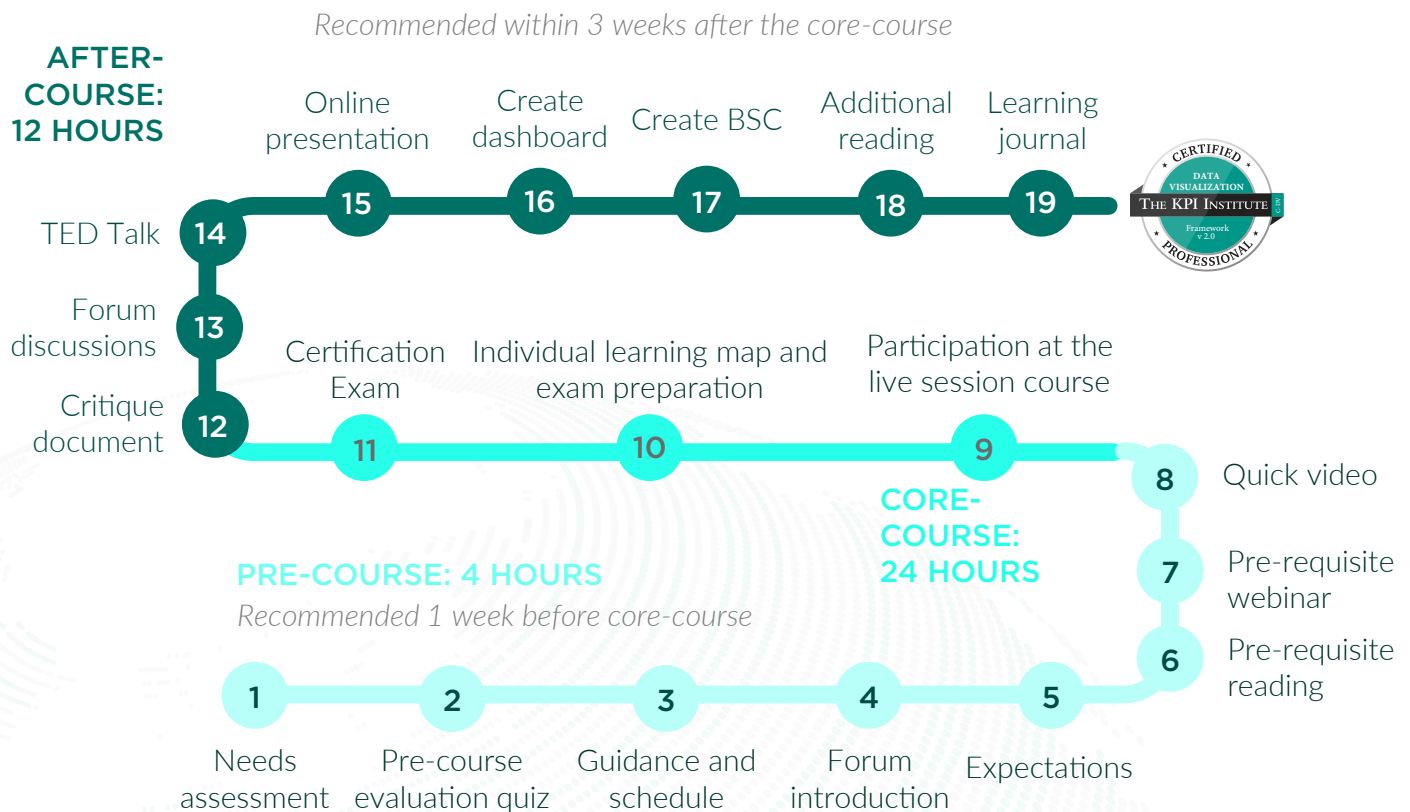 Recommended within 3 weeks after the core-course
AFTER-
COURSE:
12 HOURS
Online
presentation
Create
dashboard
Create BSC
Additional
reading
Learning
journal
15
16
17
18
19
CERTIFIED
DATA
VISUALIZATION
THE KPI INSTITUTE
C-DV
Framework
v 2.0
PROFESSIONAL
TED Talk
14
Forum
discussions
13
Critique
document
12
Certification
Exam
11
Individual learning map and
exam preparation
10
Participation at the
live session course
9
CORE-
COURSE:
24 HOURS
8
Quick video
7
Pre-requisite
webinar
6
Pre-requisite
reading
PRE-COURSE: 4 HOURS
Recommended 1 week before core-course
1
2
3
4
5
Needs
assessment
Pre-course
evaluation quiz
Guidance and
schedule
Forum
introduction
Expectations